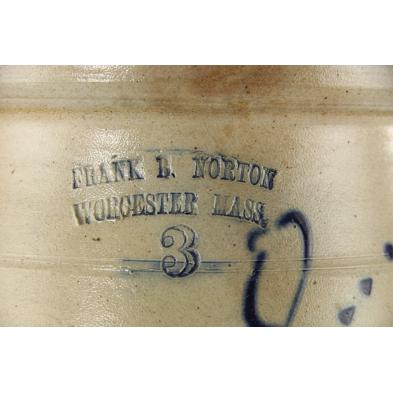 FRANK B. NORTON
WORCESTER MASS.
3